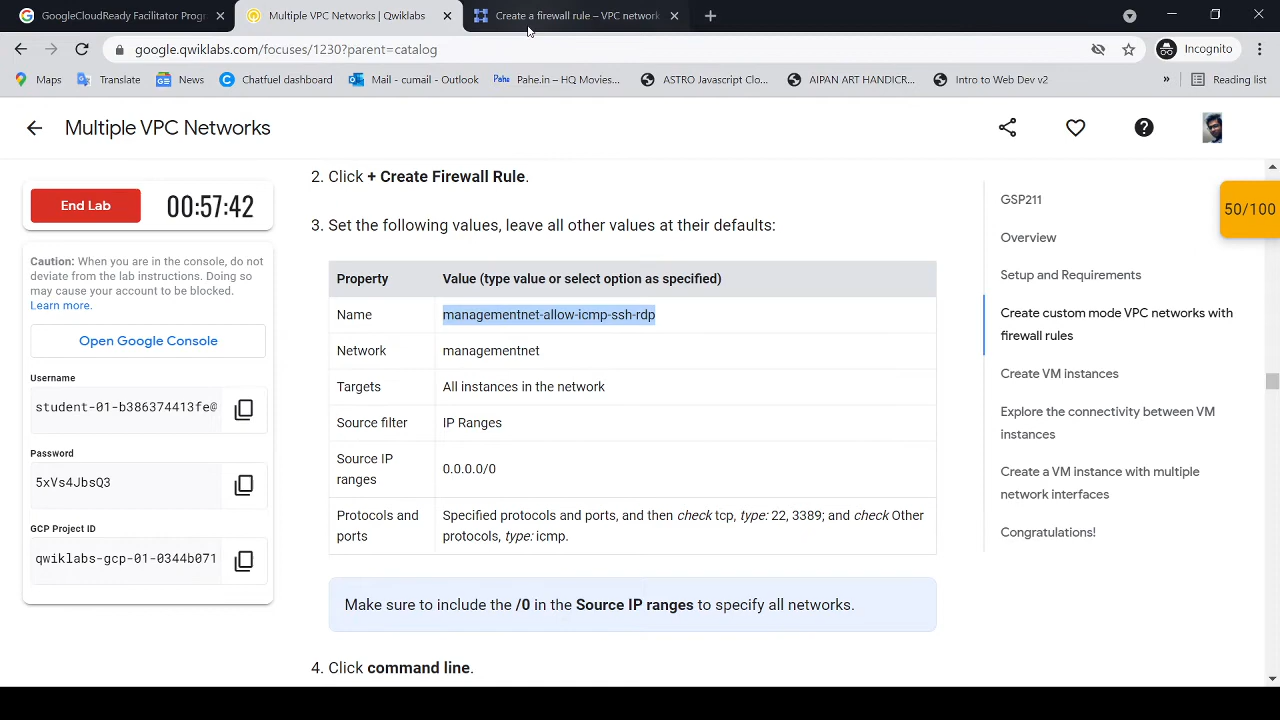 GoogleCloudReady Facilitator Progr
Multiple VPC Networks | Qwiklabs
Create a firewall rule – VPC network
google.qwiklabs.com/focuses/1230?parent=catalog
Incognito
Maps
Translate
News
Chatfuel dashboard
Mail - cumail - Outlook
Pahe Pahe.in – HQ Movies...
ASTRO Javascript Clo...
AIPAN ART-HANDICR...
Intro to Web Dev v2
»
Reading list
Multiple VPC Networks
End Lab
00:57:42
Caution: When you are in the console, do not
deviate from the lab instructions. Doing so
may cause your account to be blocked.
Learn more.
Open Google Console
Username
student-01-b386374413fe@
Password
5xVs4JbsQ3
GCP Project ID
qwiklabs-gcp-01-0344b071
2. Click + Create Firewall Rule.
3. Set the following values, leave all other values at their defaults:
Property Value (type value or select option as specified)
Name managementnet-allow-icmp-ssh-rdp
Network managementnet
Targets All instances in the network
Source filter IP Ranges
Source IP
ranges
0.0.0.0/0
Protocols and
ports
Specified protocols and ports, and then check tcp, type: 22, 3389; and check Other
protocols, type: icmp.
Make sure to include the /0 in the Source IP ranges to specify all networks.
4. Click command line.
GSP211
Overview
Setup and Requirements
Create custom mode VPC networks with
firewall rules
Create VM instances
Explore the connectivity between VM
instances
Create a VM instance with multiple
network interfaces
Congratulations!
50/100